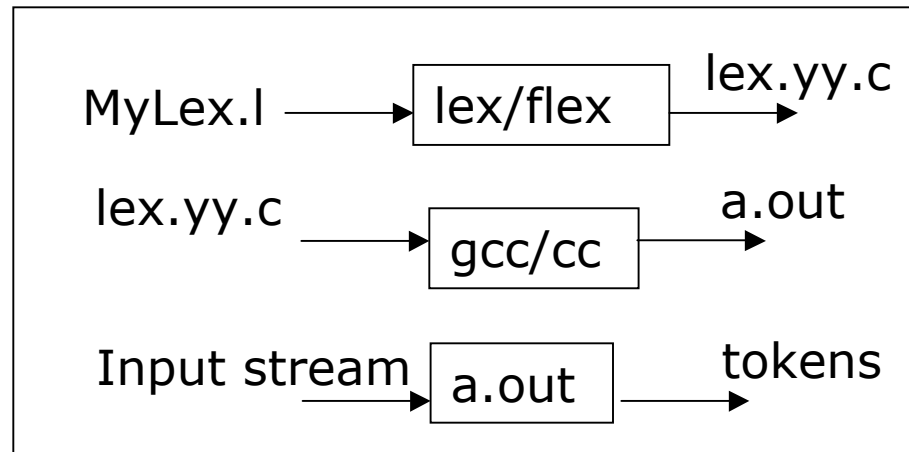 MyLex.l lex/flex lex.yy.c
lex.yy.c gcc/cc a.out
Input stream a.out tokens